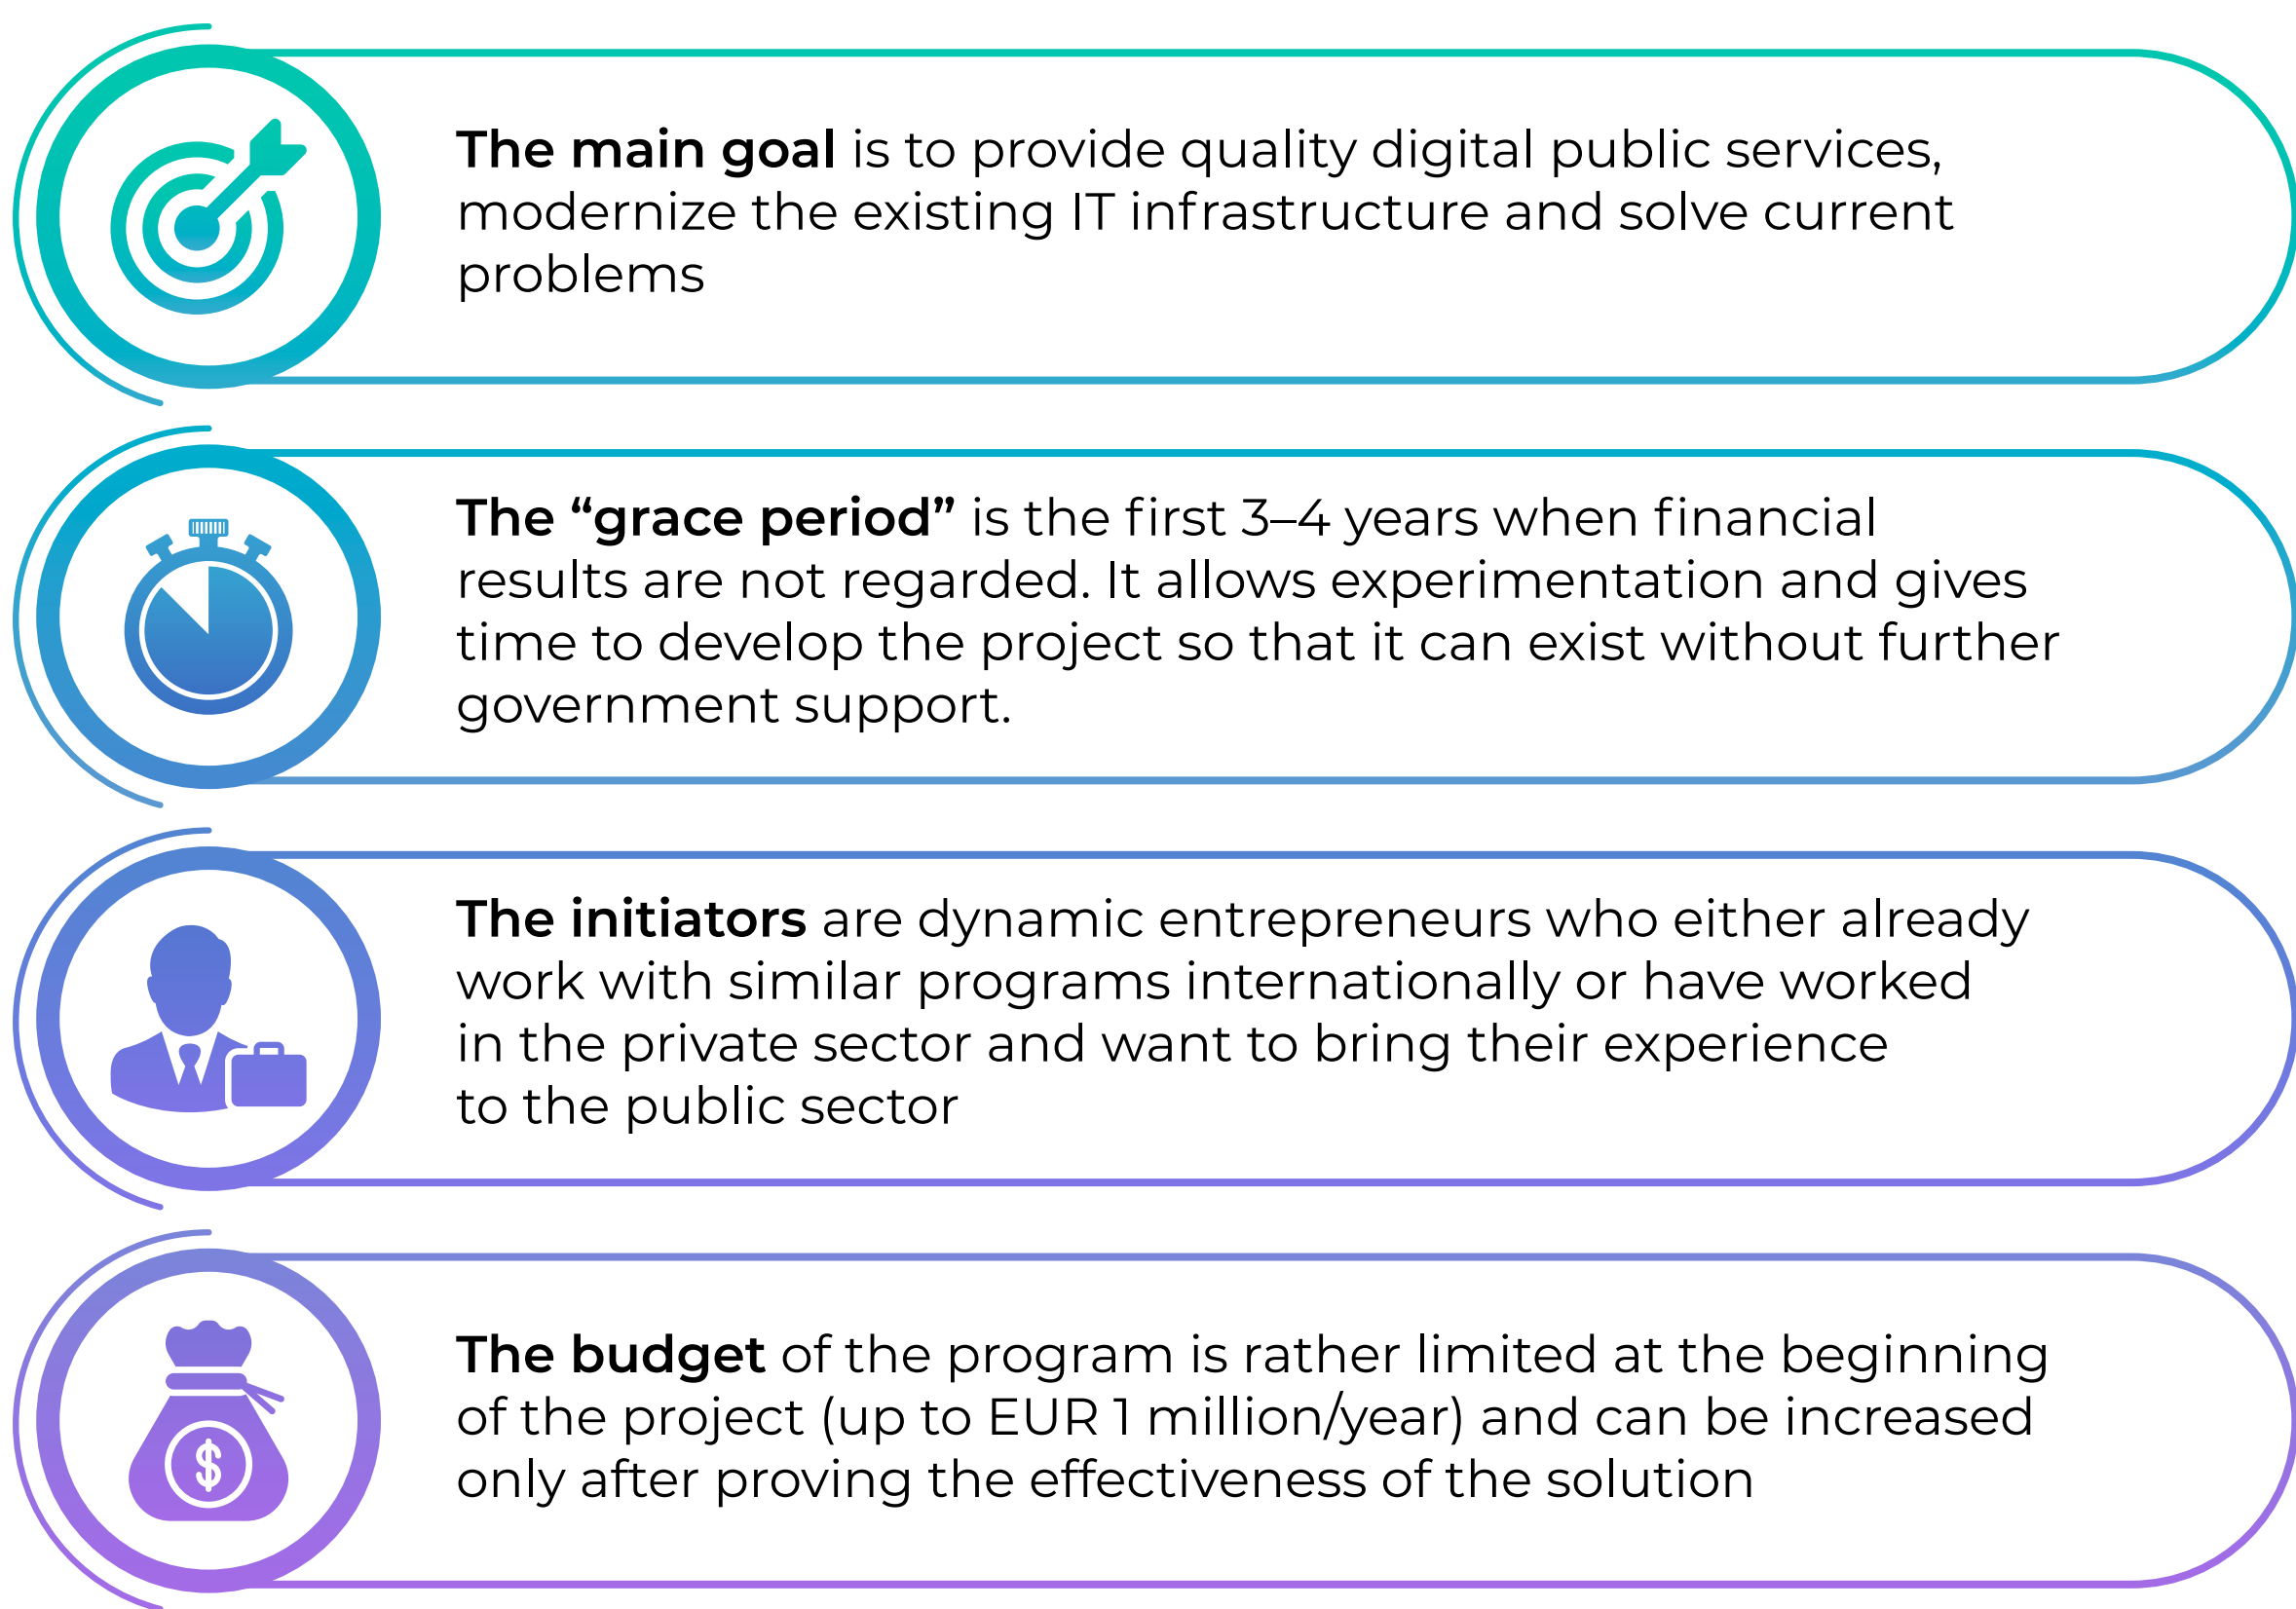 The main goal is to provide quality digital public services,
modernize the existing IT infrastructure and solve current
problems
The “grace period” is the first 3–4 years when financial
results are not regarded. It allows experimentation and gives
time to develop the project so that it can exist without further
government support.
The initiators are dynamic entrepreneurs who either already
work with similar programs internationally or have worked
in the private sector and want to bring their experience
to the public sector
The budget of the program is rather limited at the beginning
of the project (up to EUR 1 million/year) and can be increased
only after proving the effectiveness of the solution
$